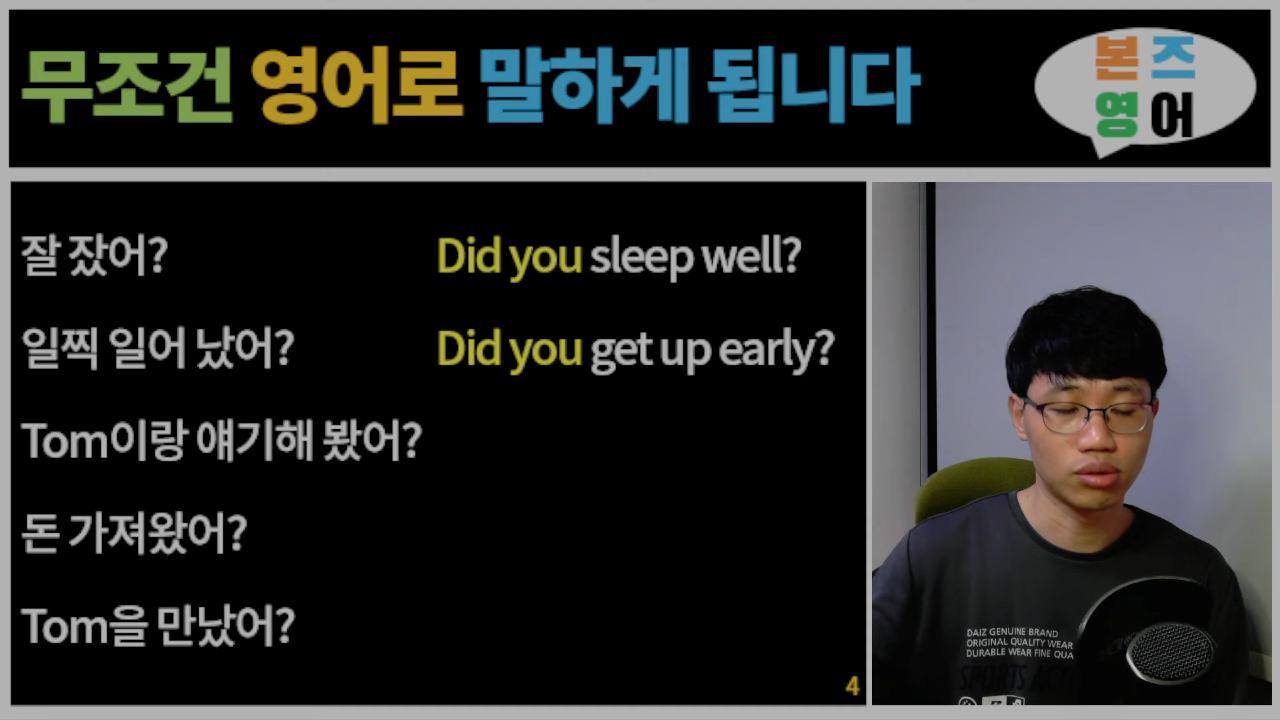 무조건 영어로 말하게 됩니다
본즈
영어
잘 잤어? Did you sleep well?
일찍 일어 났어? Did you get up early?
Tom이랑 얘기해 봤어?
돈 가져왔어?
Tom을 만났어?
4
DAIZ GENUINE BRAND
ORIGINAL QUALITY WEAR
DURABLE WEAR FINE QUA
SPORTS ACT